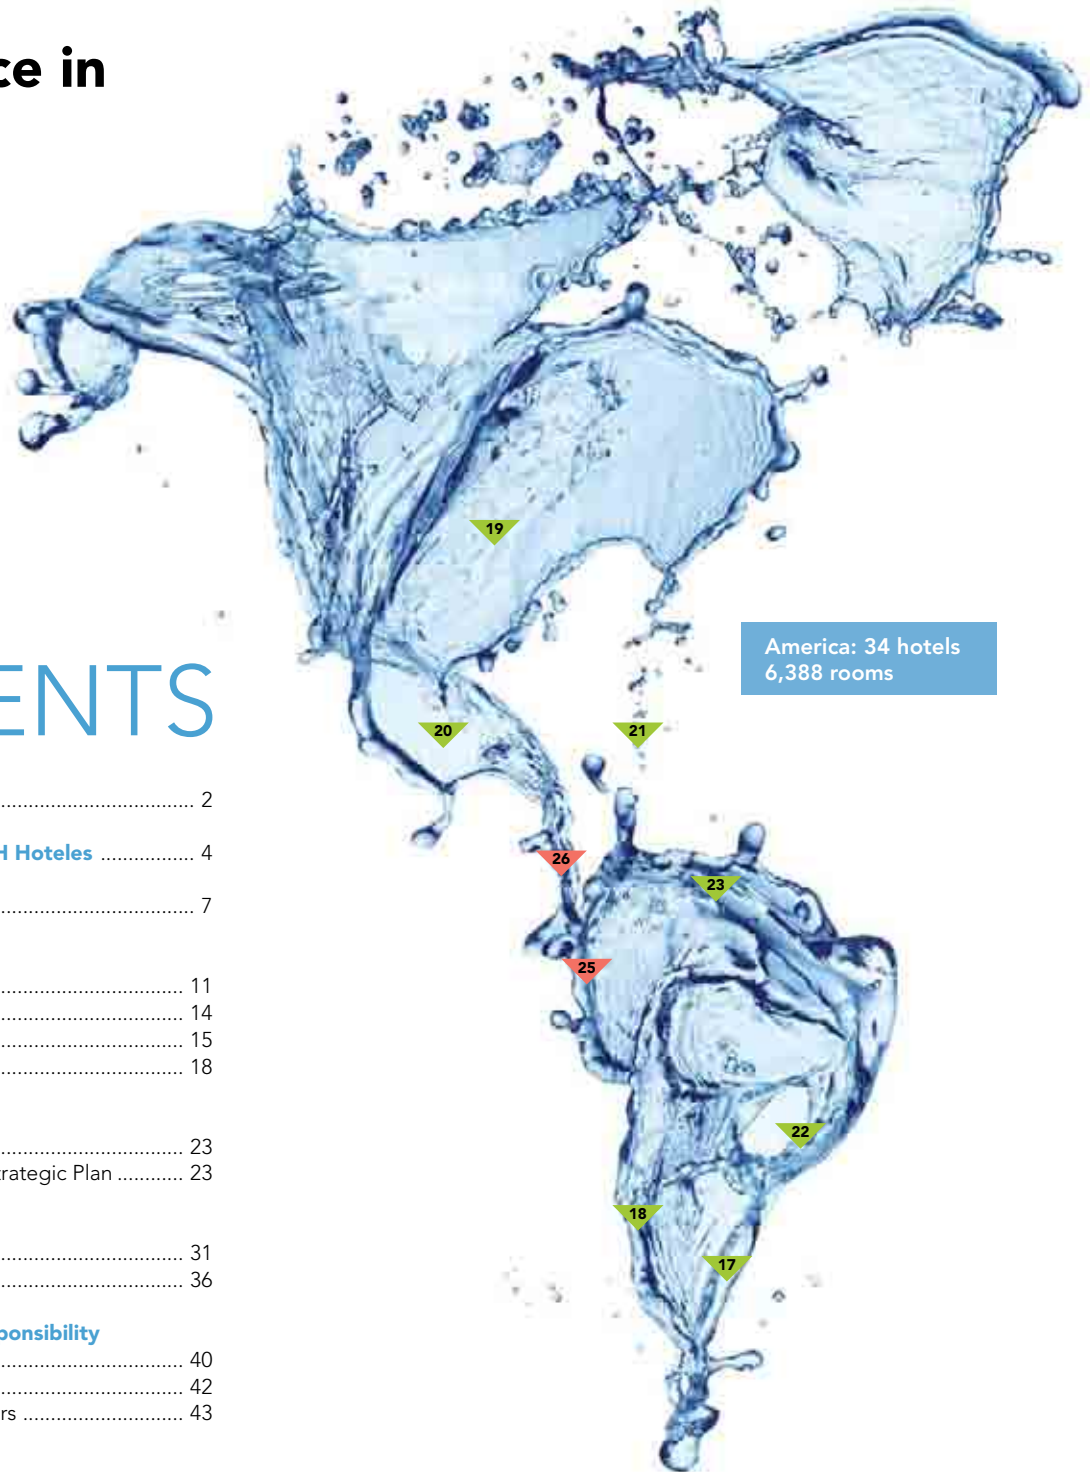 ce in
ENTS
.................................. 2
H Hoteles ................. 4
.................................. 7
................................ 11
................................ 14
................................ 15
................................ 18
................................ 23
trategic Plan ............ 23
................................ 31
................................ 36
ponsibility
................................ 40
................................ 42
rs ............................. 43
19
America: 34 hotels
6,388 rooms
20
21
26
23
25
22
18
17